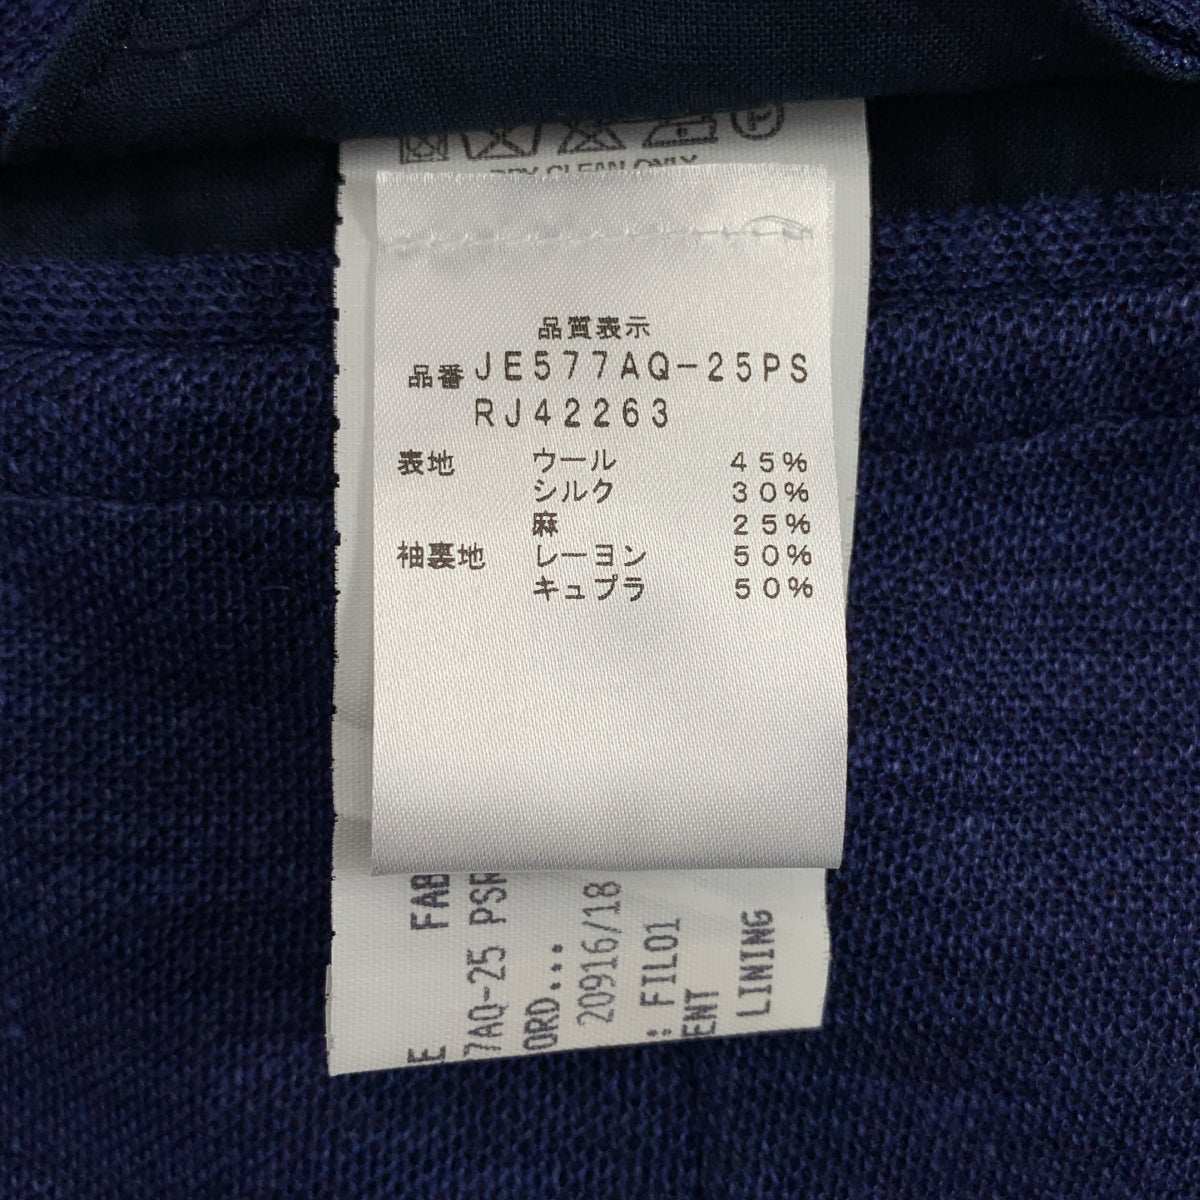 DRY CLEAN ONLY
品質表示
品番 JE577AQ-25PS
RJ42263
表地 ウール 45%
シルク 30%
麻 25%
袖裏地 レーヨン 50%
キュプラ 50%
E FAB
7AQ-25 PSR
ORD...
20916/18
: FIL01
ENT
LINING